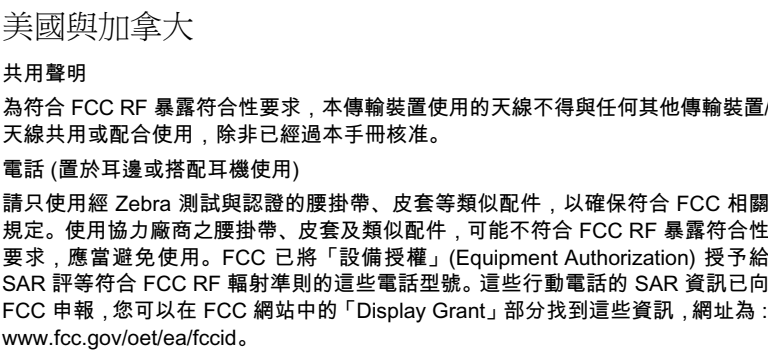 美國與加拿大
共用聲明
為符合 FCC RF 暴露符合性要求，本傳輸裝置使用的天線不得與任何其他傳輸裝置/
天線共用或配合使用，除非已經過本手冊核准。
電話 (置於耳邊或搭配耳機使用)
請只使用經 Zebra 測試與認證的腰掛帶、皮套等類似配件，以確保符合 FCC 相關
規定。使用協力廠商之腰掛帶、皮套及類似配件，可能不符合 FCC RF 暴露符合性
要求，應當避免使用。FCC 已將「設備授權」(Equipment Authorization) 授予給
SAR 評等符合 FCC RF 輻射準則的這些電話型號。這些行動電話的 SAR 資訊已向
FCC 申報，您可以在 FCC 網站中的「Display Grant」部分找到這些資訊，網址為：
www.fcc.gov/oet/ea/fccid。